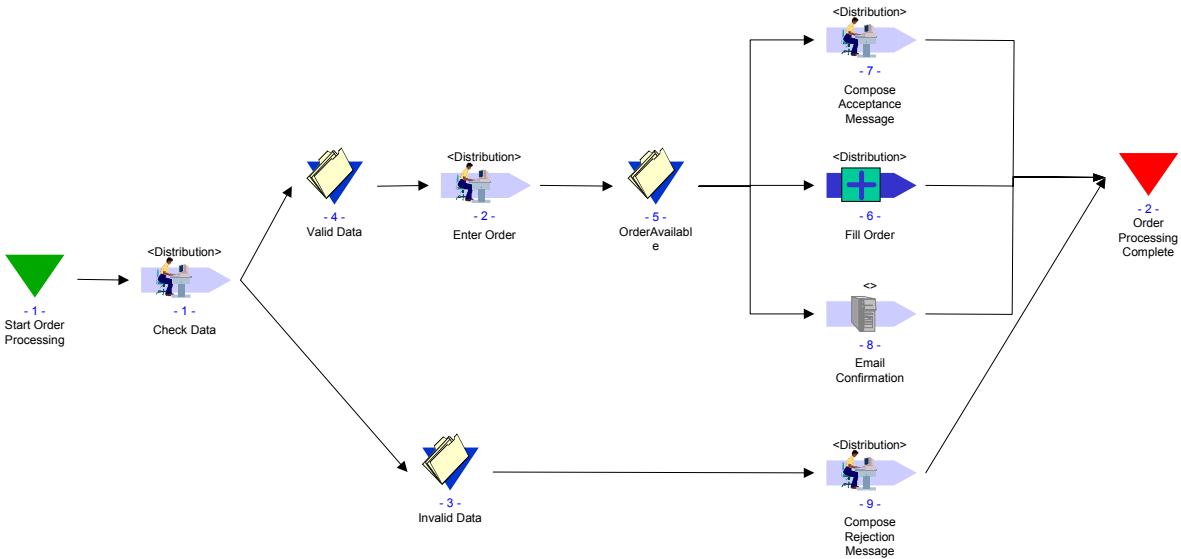 <Distribution>
- 7 -
Compose
Acceptance
Message
<Distribution>
- 4 -
Valid Data
<Distribution>
- 2 -
Enter Order
- 5 -
OrderAvailabl
e
<Distribution>
- 6 -
Fill Order
- 2 -
Order
Processing
Complete
- 1 -
Start Order
Processing
<Distribution>
- 1 -
Check Data
<>
- 8 -
Email
Confirmation
- 3 -
Invalid Data
<Distribution>
- 9 -
Compose
Rejection
Message